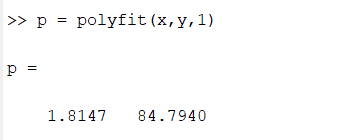 >> p = polyfit(x,y,1)
p =
1.8147 84.7940